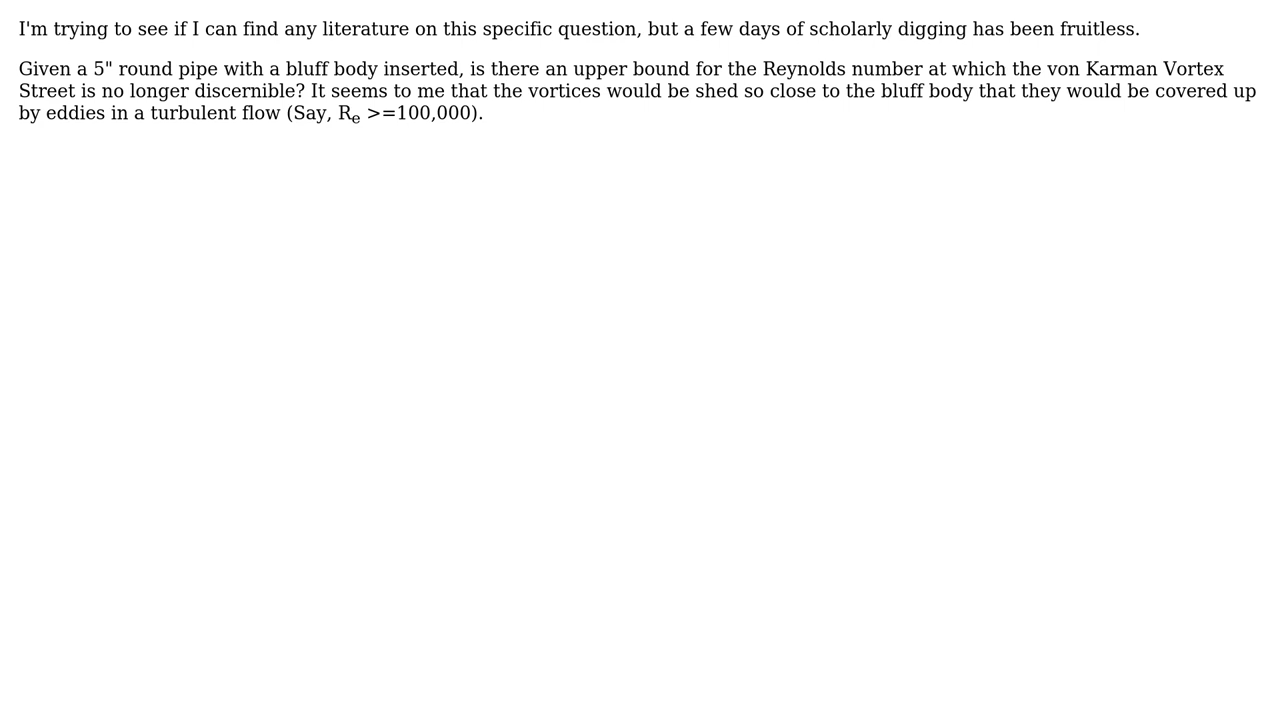 I'm trying to see if I can find any literature on this specific question, but a few days of scholarly digging has been fruitless.
Given a 5" round pipe with a bluff body inserted, is there an upper bound for the Reynolds number at which the von Karman Vortex
Street is no longer discernible? It seems to me that the vortices would be shed so close to the bluff body that they would be covered up
by eddies in a turbulent flow (Say, Re >=100,000).